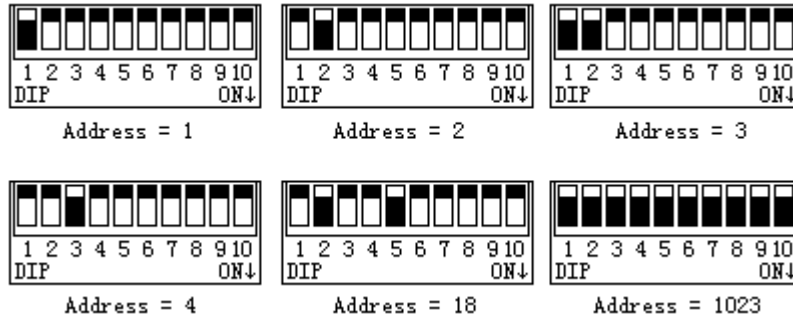 1 2 3 4 5 6 7 8 9 10
DIP ON↓
Address = 1
1 2 3 4 5 6 7 8 9 10
DIP ON↓
Address = 2
1 2 3 4 5 6 7 8 9 10
DIP ON↓
Address = 3
1 2 3 4 5 6 7 8 9 10
DIP ON↓
Address = 4
1 2 3 4 5 6 7 8 9 10
DIP ON↓
Address = 18
1 2 3 4 5 6 7 8 9 10
DIP ON↓
Address = 1023